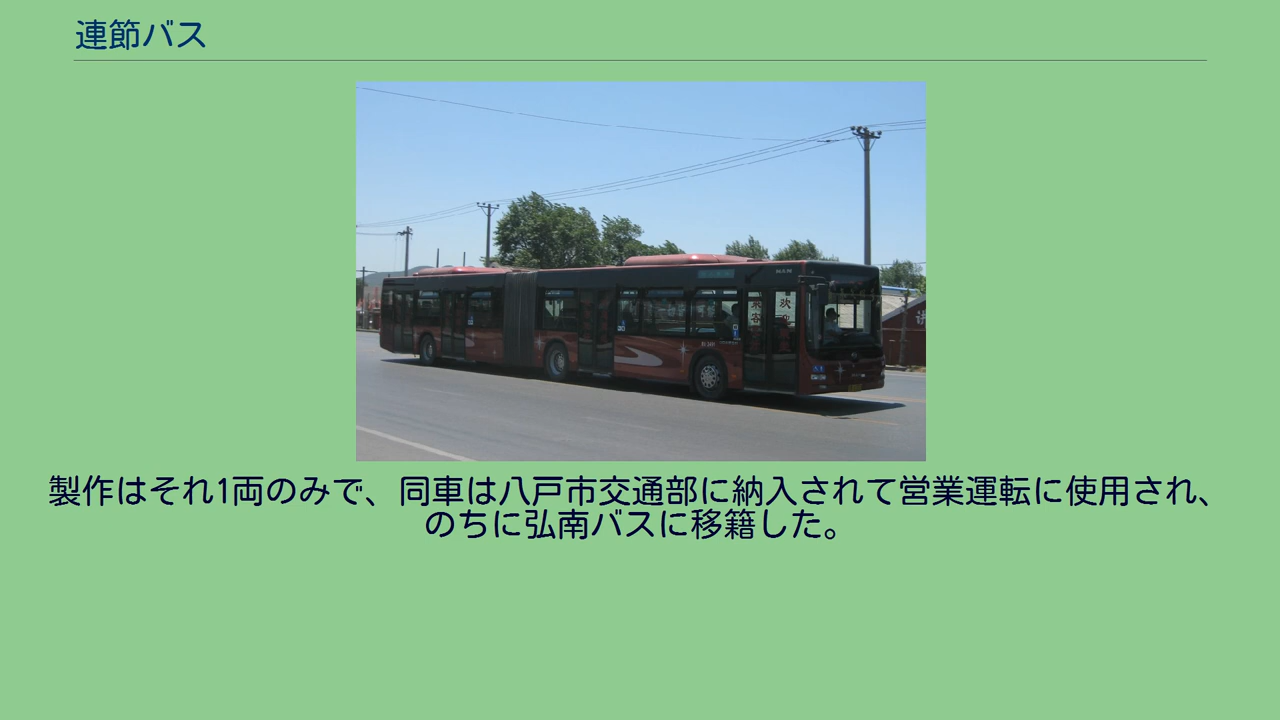 連節バス
製作はそれ1両のみで、同車は八戸市交通部に納入されて営業運転に使用され、
のちに弘南バスに移籍した。